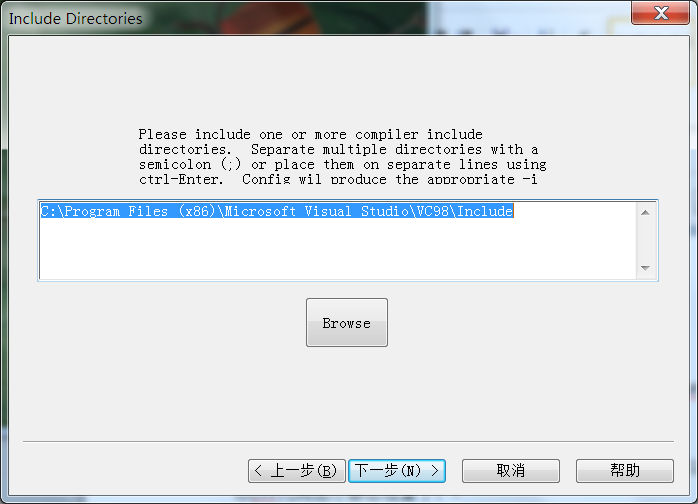 Include Directories
Please include one or more compiler include
directories.  Separate multiple directories with a
semicolon (;) or place them on separate lines using
ctrl-Enter.  Config wil produce the appropriate -i
C:\Program Files (x86)\Microsoft Visual Studio\VC98\Include
Browse
< 上一步(B) 下一步(N) > 取消 帮助